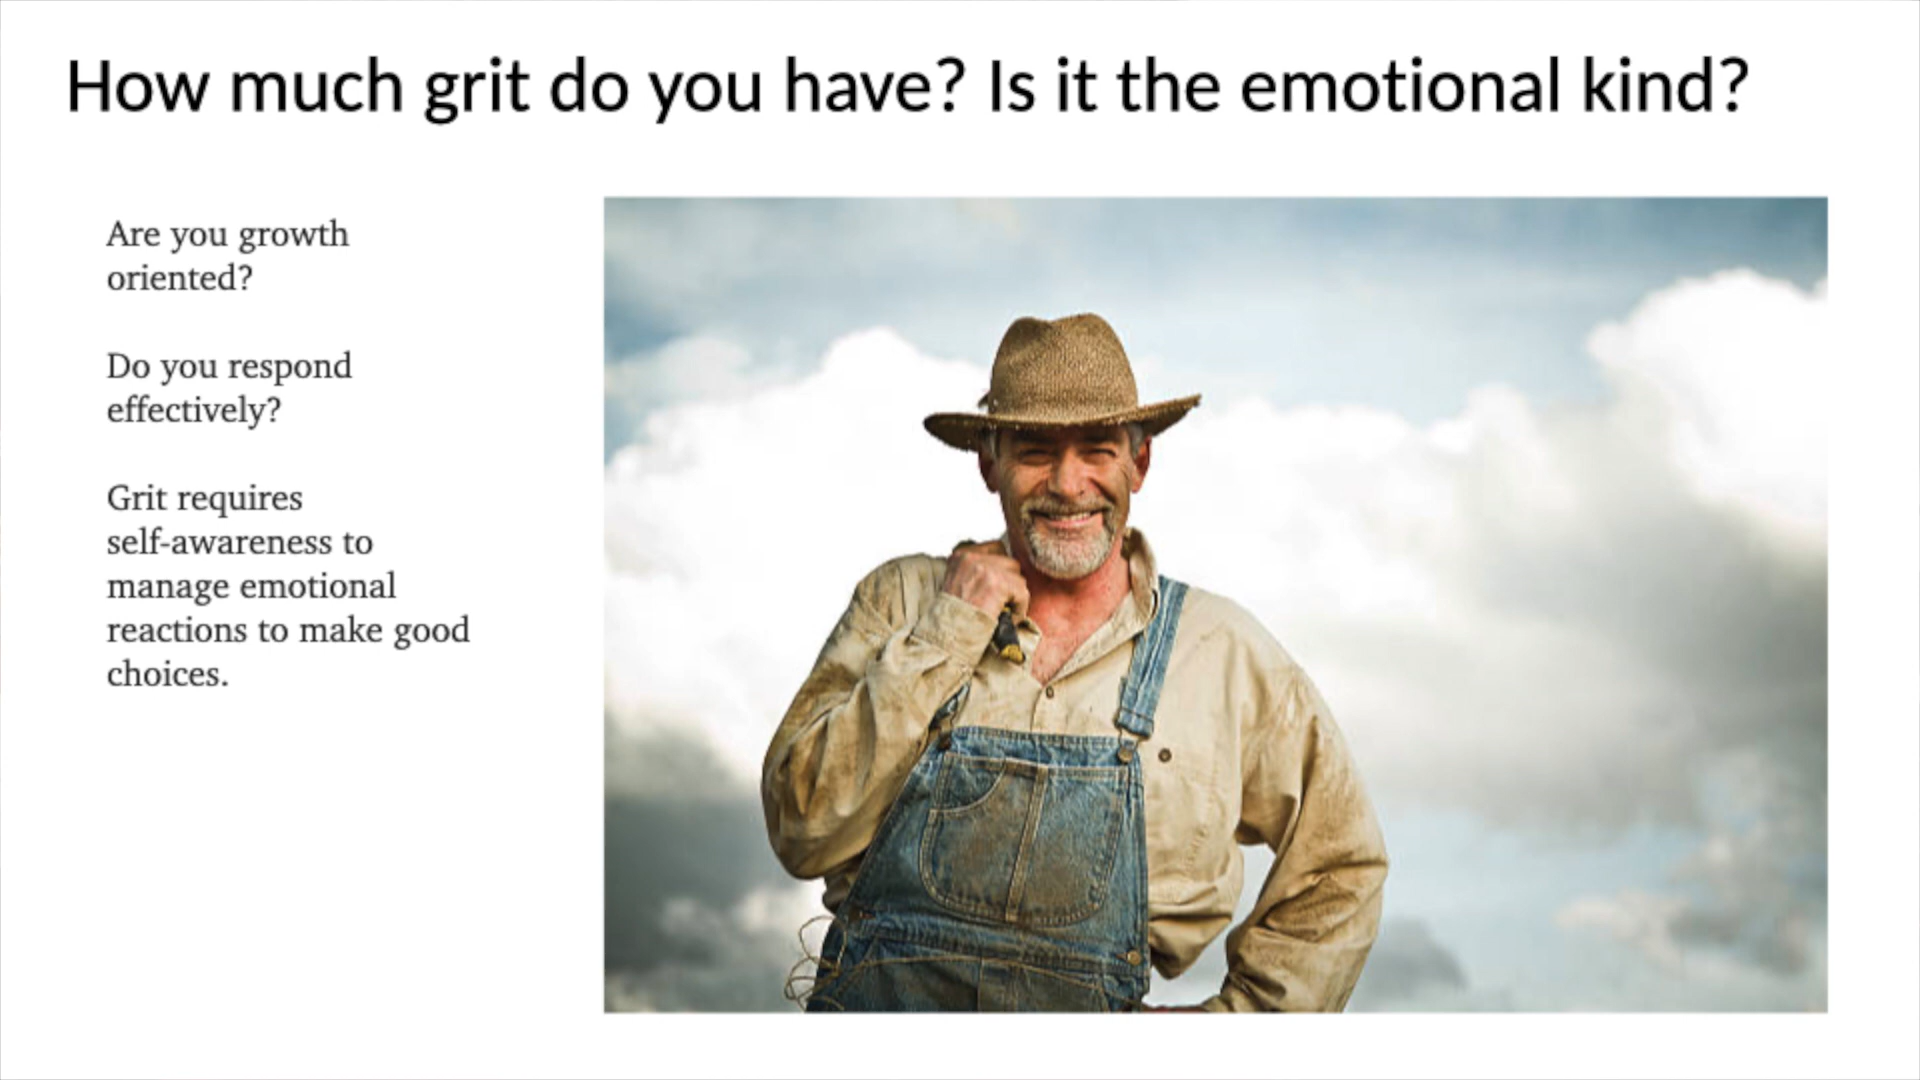 How much grit do you have? Is it the emotional kind?
Are you growth
oriented?
Do you respond
effectively?
Grit requires
self-awareness to
manage emotional
reactions to make good
choices.